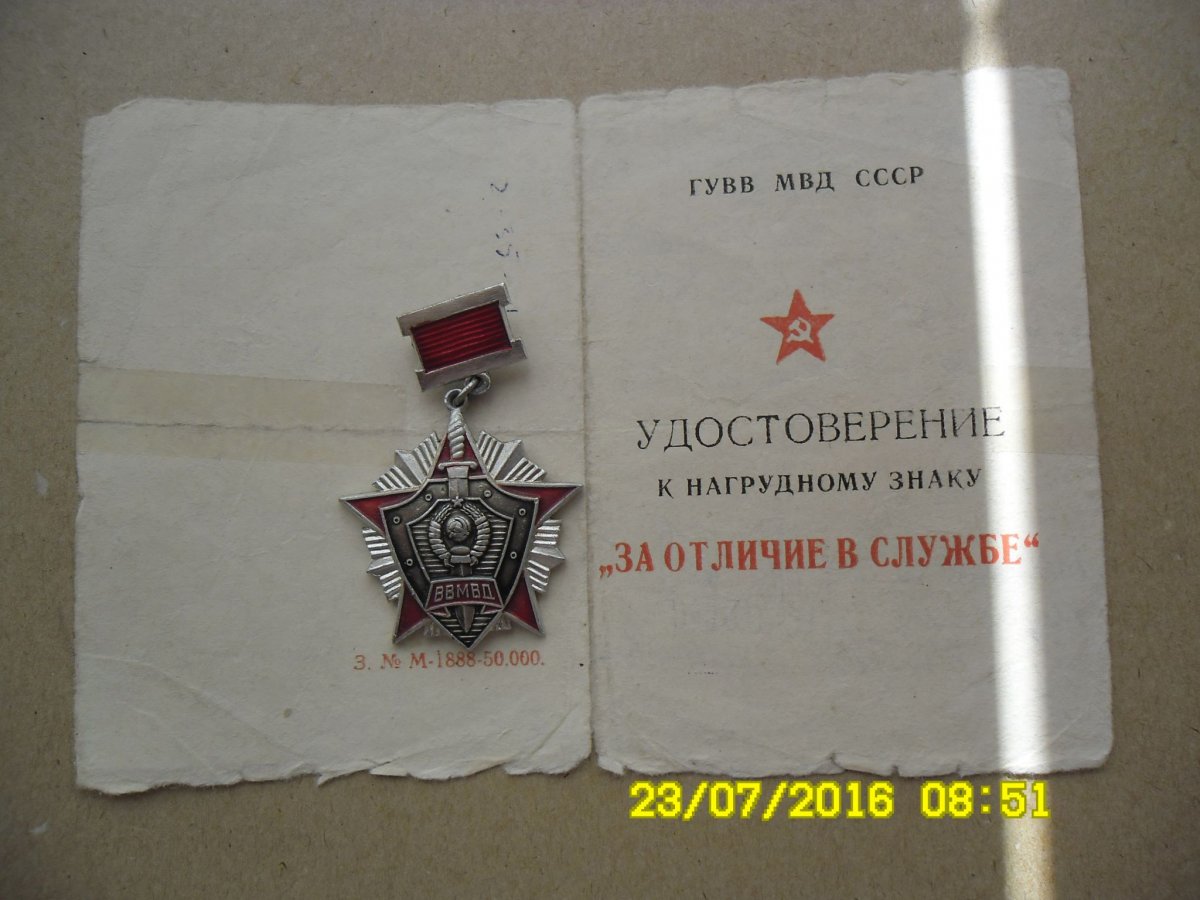 ГУВВ МВД СССР
УДОСТОВЕРЕНИЕ
К НАГРУДНОМУ ЗНАКУ
„ЗА ОТЛИЧИЕ В СЛУЖБЕ“
ВВМВД
З. № М-1888-50.000.
23/07/2016 08:51